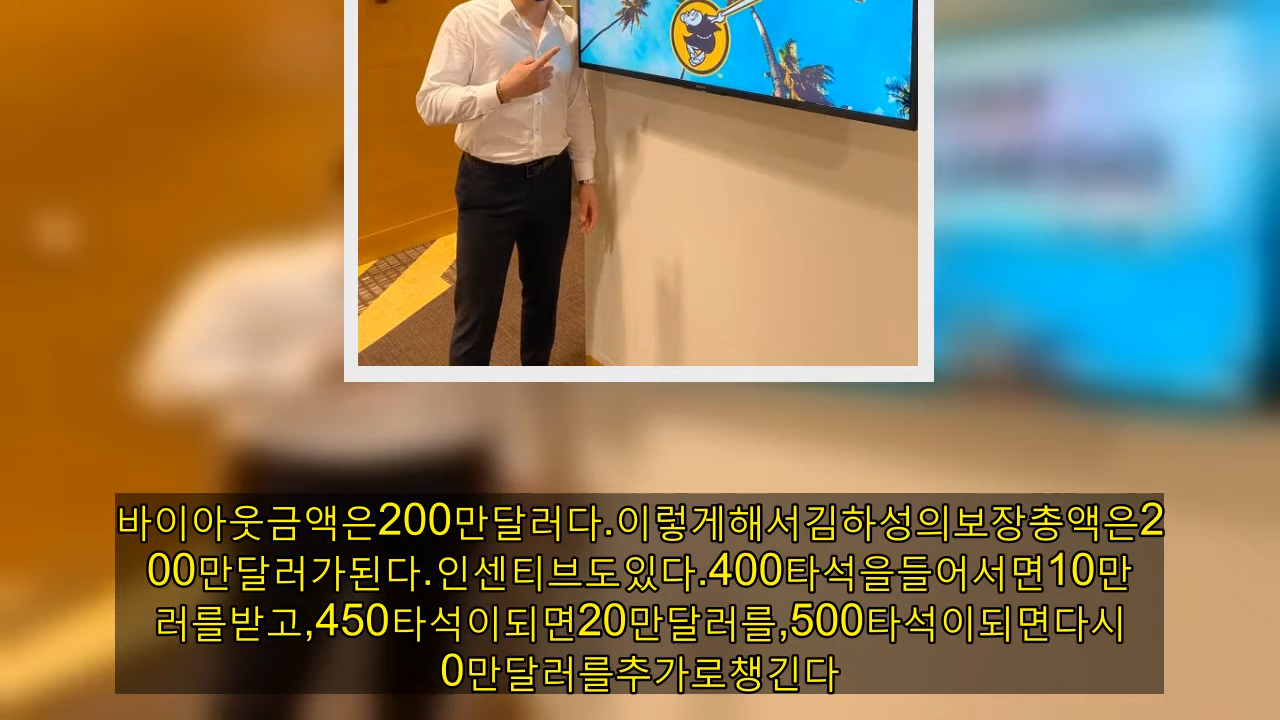 바이아웃금액은200만달러다.이렇게해서김하성의보장총액은2
00만달러가된다.인센티브도있다.400타석을들어서면10만
러를받고,450타석이되면20만달러를,500타석이되면다시
0만달러를추가로챙긴다